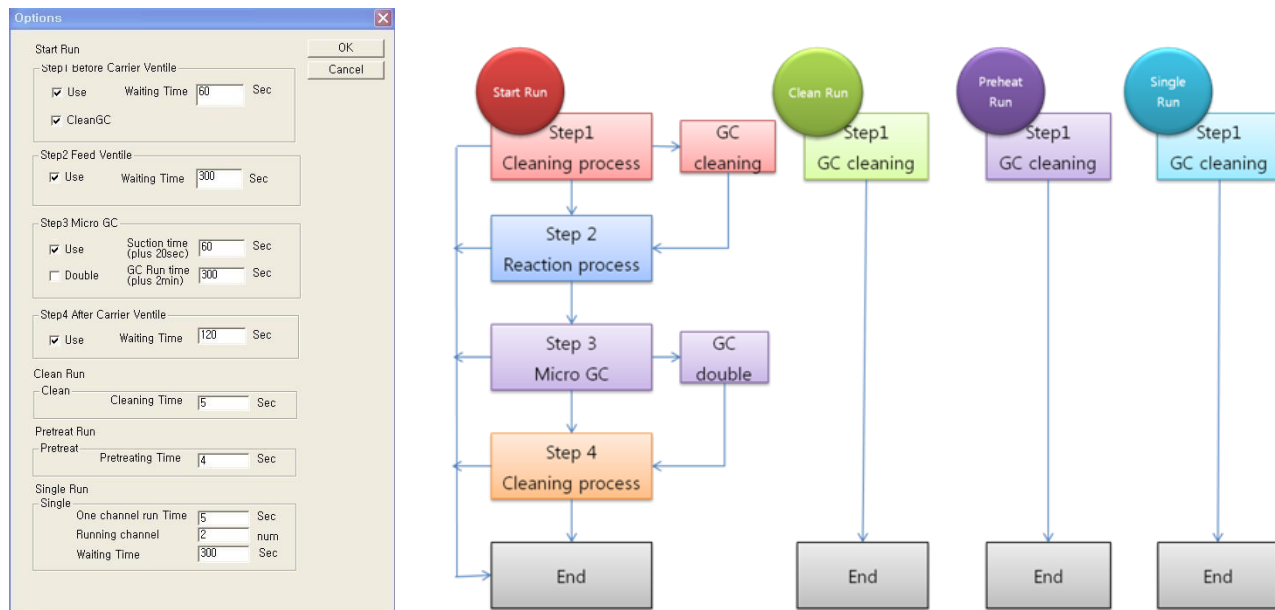 Options
OK
Cancel
Start Run
Step1 Before Carrier Ventile
Use Waiting Time 60 Sec
CleanGC
Step2 Feed Ventile
Use Waiting Time 300 Sec
Step3 Micro GC
Use Suction time (plus 20sec) 60 Sec
Double GC Run time (plus 2min) 300 Sec
Step4 After Carrier Ventile
Use Waiting Time 120 Sec
Clean Run
Clean
Cleaning Time 5 Sec
Pretreat Run
Pretreat
Pretreating Time 4 Sec
Single Run
Single
One channel run Time 5 Sec
Running channel 2 num
Waiting Time 300 Sec
Start Run
Step1
Cleaning process
GC
cleaning
Step 2
Reaction process
Step 3
Micro GC
GC
double
Step 4
Cleaning process
End
Clean Run
Step1
GC cleaning
End
Preheat
Run
Step1
GC cleaning
End
Single
Run
Step1
GC cleaning
End